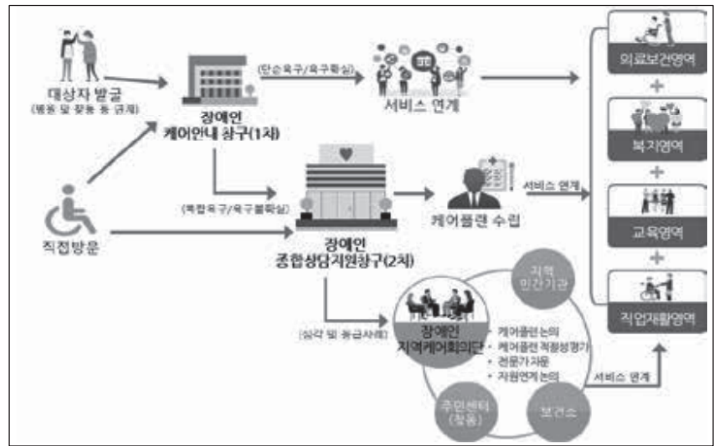 대상자 발굴
(병원 및 찾동 등 연계)
직접방문
장애인
케어안내 창구(1차)
(단순욕구/욕구확실)
서비스 연계
(복합욕구/욕구불확실)
장애인
종합상담지원창구(2차)
케어플랜 수립
서비스 연계
(심각 및 응급사례)
장애인
지역케어회의단
지역
민간기관
• 케어플랜 논의
• 케어플랜 적절성 평가
• 전문가 자문
• 자원연계 논의
주민센터
(찾동)
보건소
서비스 연계
의료보건영역
+
복지영역
+
교육영역
+
직업재활영역